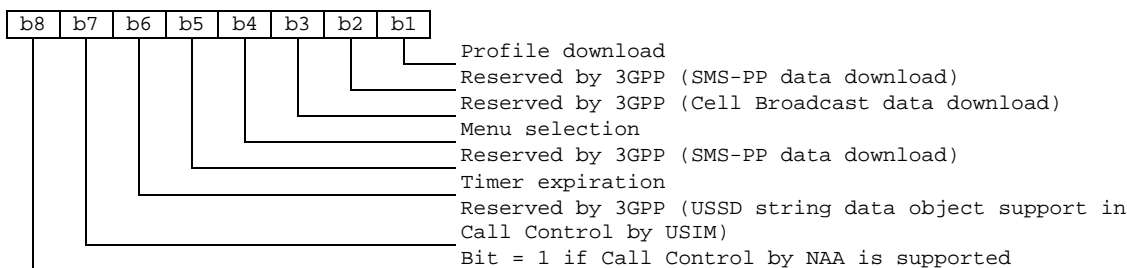 b8 b7 b6 b5 b4 b3 b2 b1
Profile download
Reserved by 3GPP (SMS-PP data download)
Reserved by 3GPP (Cell Broadcast data download)
Menu selection
Reserved by 3GPP (SMS-PP data download)
Timer expiration
Reserved by 3GPP (USSD string data object support in
Call Control by USIM)
Bit = 1 if Call Control by NAA is supported